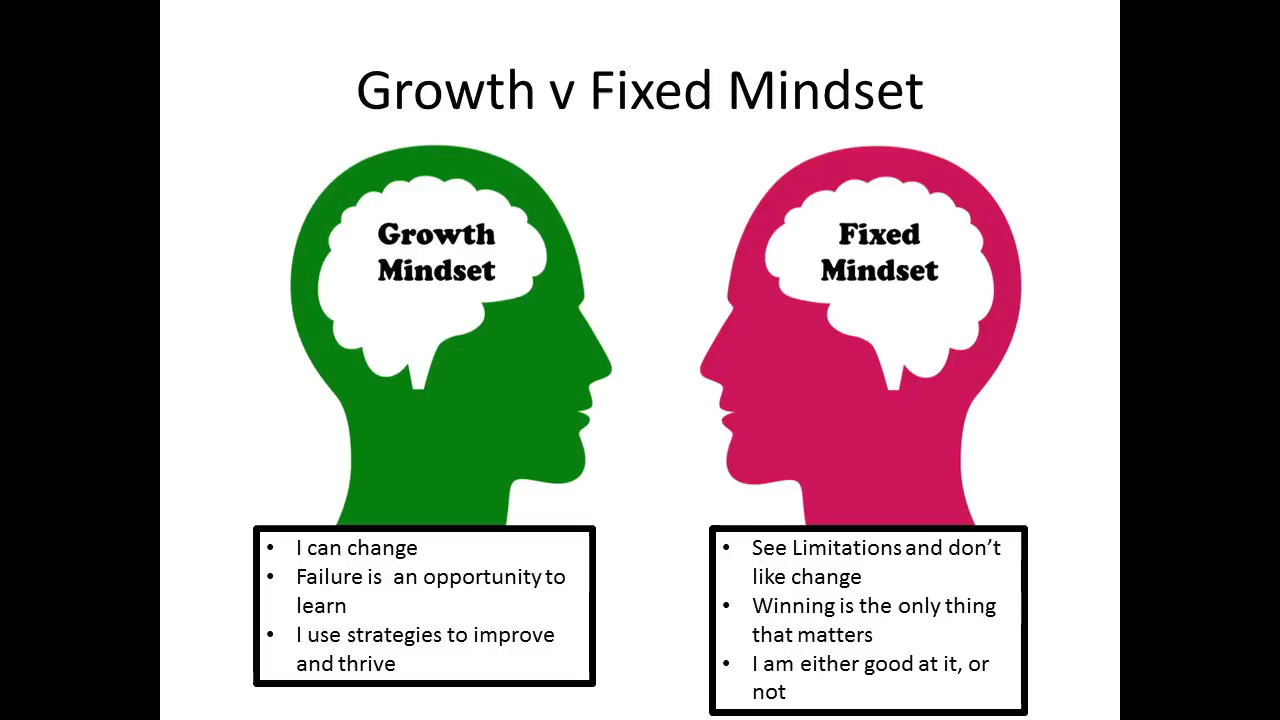 Growth v Fixed Mindset
Growth
Mindset
Fixed
Mindset
• I can change
• Failure is  an opportunity to
learn
• I use strategies to improve
and thrive
• See Limitations and don’t
like change
• Winning is the only thing
that matters
• I am either good at it, or
not